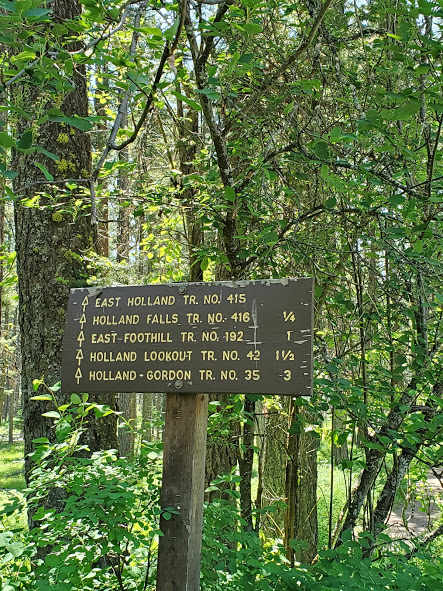 ↑ EAST HOLLAND TR. NO. 415
↑ HOLLAND FALLS TR. NO. 416 ¼
↑ EAST-FOOTHILL TR. NO. 192 1
↑ HOLLAND LOOKOUT TR. NO. 42 1½
↑ HOLLAND-GORDON TR. NO. 35 3